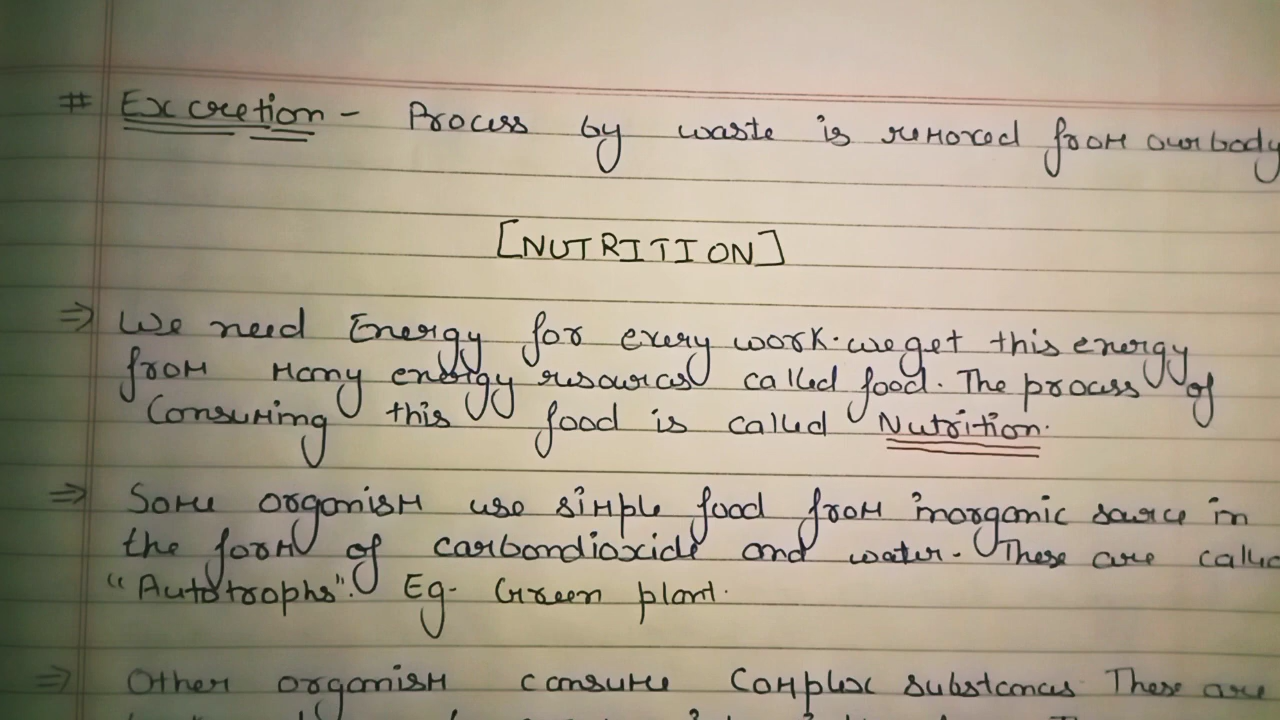 # Excretion - Process by waste is removed from our body
[NUTRITION]
⇒ We need Energy for every work. we get this energy
from many energy resources called food. The process of
Consuming this food is called Nutrition.
⇒ Some organism use simple food from inorganic source in
the form of carbondioxide and water. These are called
"Autotrophs". Eg- Green plant.
⇒ Other organism consume Complex substances These are